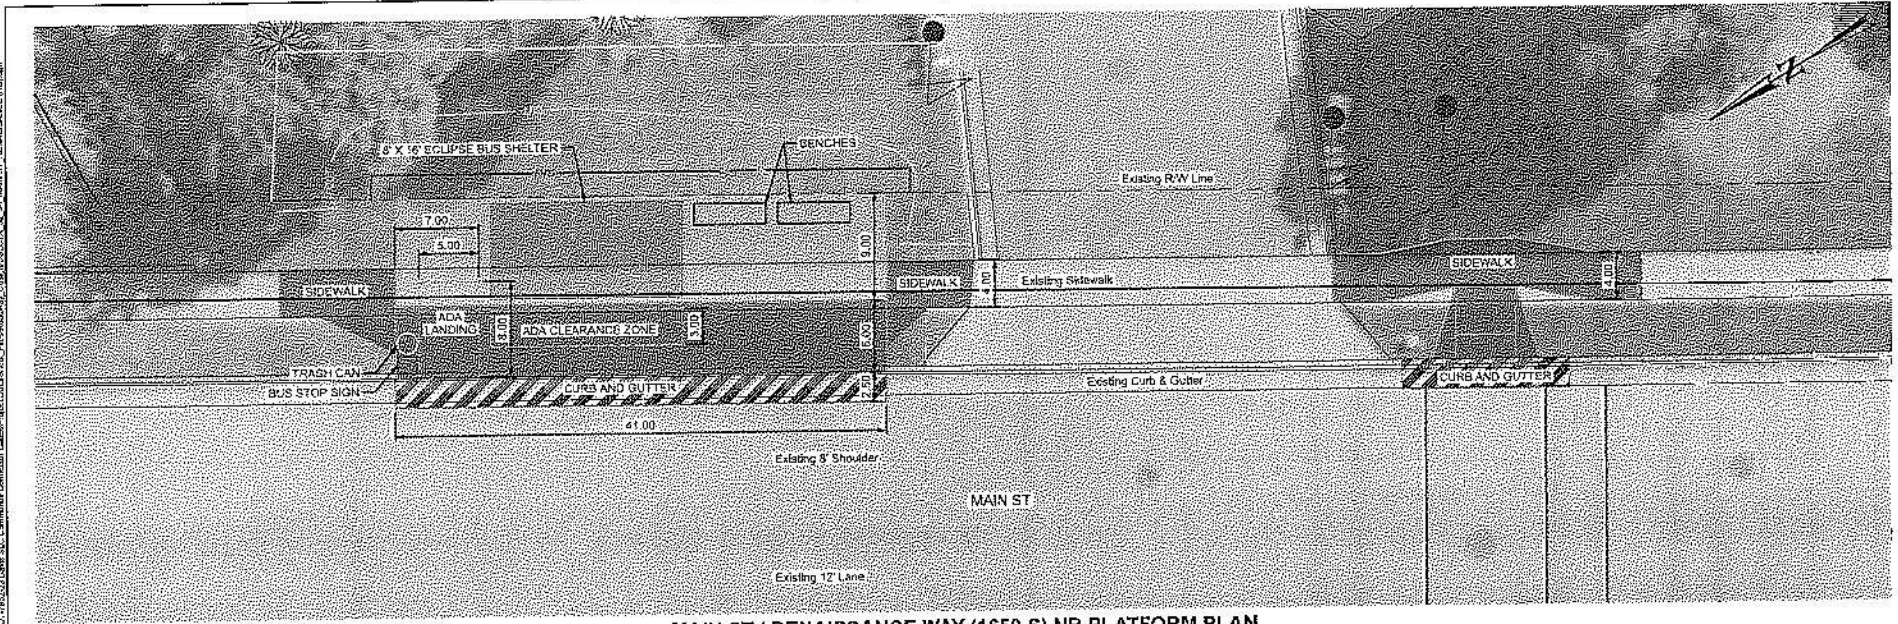 N
8' X 16' ECLIPSE BUS SHELTER
BENCHES
Existing R/W Line
7.00
5.00
9.00
SIDEWALK
SIDEWALK
4.00
Existing Sidewalk
SIDEWALK
4.00
ADA
LANDING
8.00
ADA CLEARANCE ZONE
3.00
6.00
TRASH CAN
BUS STOP SIGN
CURB AND GUTTER
2.50
Existing Curb & Gutter
CURB AND GUTTER
41.00
Existing 8' Shoulder
MAIN ST
Existing 12' Lane
MAIN ST / RENAISSANCE WAY (1650 S) NB PLATFORM PLAN